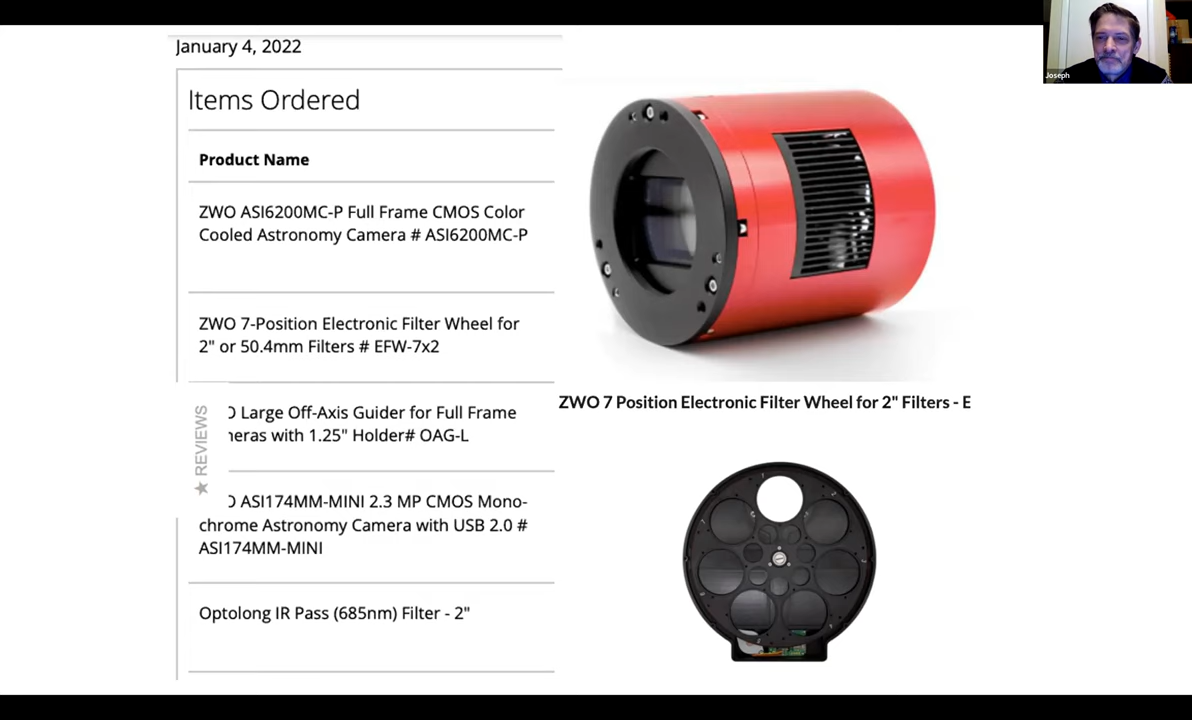 January 4, 2022
Items Ordered
Product Name
ZWO ASI6200MC-P Full Frame CMOS Color
Cooled Astronomy Camera # ASI6200MC-P
ZWO 7-Position Electronic Filter Wheel for
2" or 50.4mm Filters # EFW-7x2
O Large Off-Axis Guider for Full Frame
neras with 1.25" Holder# OAG-L
O ASI174MM-MINI 2.3 MP CMOS Mono-
chrome Astronomy Camera with USB 2.0 #
ASI174MM-MINI
Optolong IR Pass (685nm) Filter - 2"
★ REVIEWS
ZWO 7 Position Electronic Filter Wheel for 2" Filters - E
Joseph